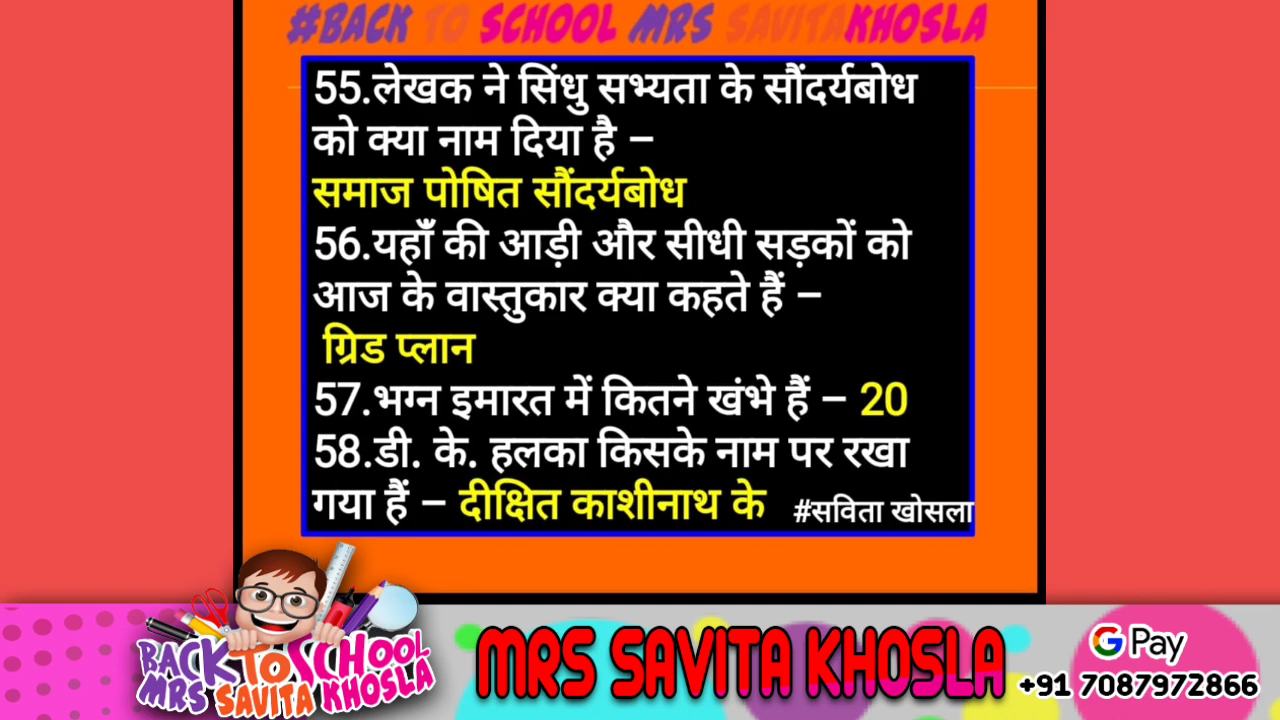 #BACK TO SCHOOL MRS SAVITAKHOSLA
55.लेखक ने सिंधु सभ्यता के सौंदर्यबोध
को क्या नाम दिया है –
समाज पोषित सौंदर्यबोध
56.यहाँ की आड़ी और सीधी सड़कों को
आज के वास्तुकार क्या कहते हैं –
ग्रिड प्लान
57.भग्न इमारत में कितने खंभे हैं – 20
58.डी. के. हलका किसके नाम पर रखा
गया हैं – दीक्षित काशीनाथ के
#सविता खोसला
BACK TO SCHOOL
MRS SAVITA KHOSLA
MRS SAVITA KHOSLA
G Pay
+91 7087972866